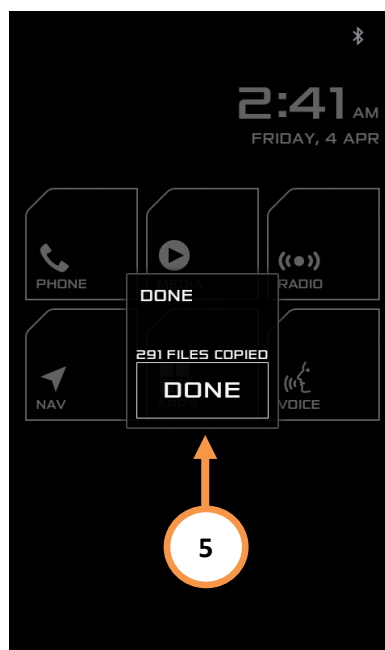 2:41 AM
FRIDAY, 4 APR
PHONE
RADIO
DONE
291 FILES COPIED
DONE
NAV
VOICE
5